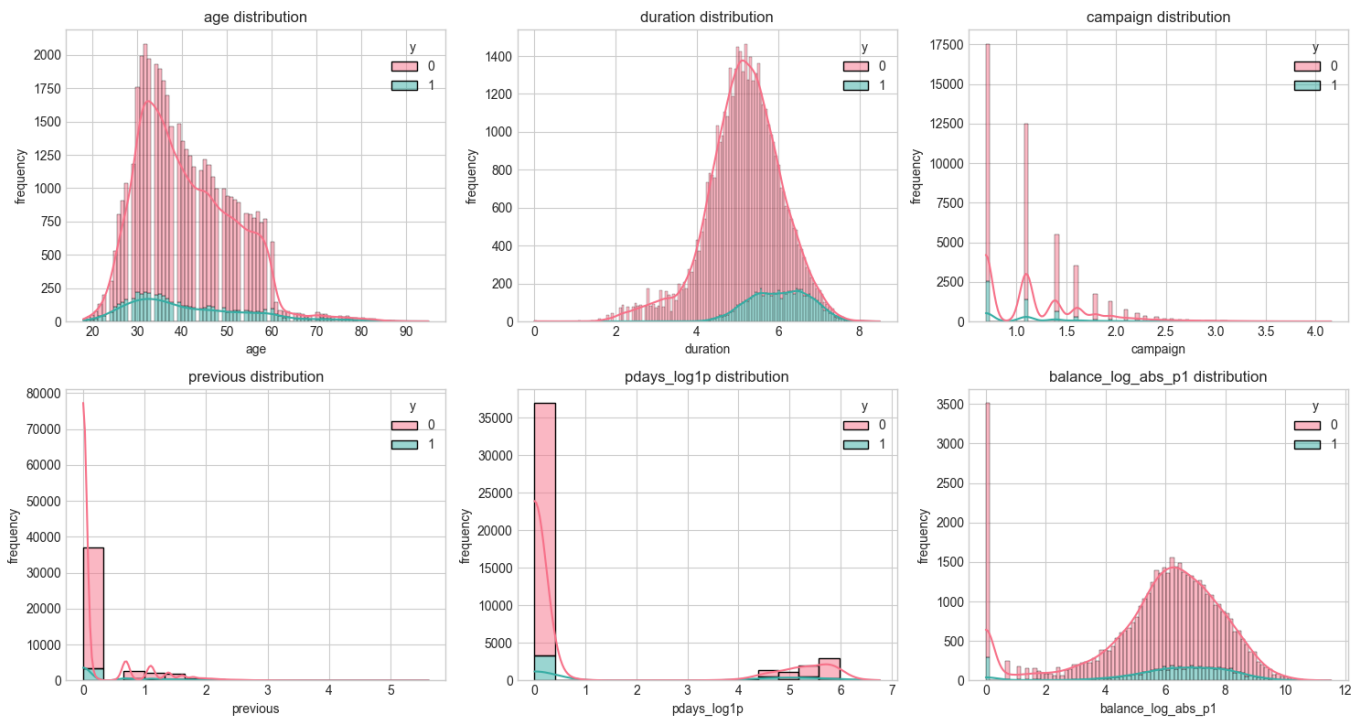 age distribution
frequency
2000
1750
1500
1250
1000
750
500
250
0
20 30 40 50 60 70 80 90
age
y
0
1
duration distribution
frequency
1400
1200
1000
800
600
400
200
0
0 2 4 6 8
duration
y
0
1
campaign distribution
frequency
17500
15000
12500
10000
7500
5000
2500
0
1.0 1.5 2.0 2.5 3.0 3.5 4.0
campaign
y
0
1
previous distribution
frequency
80000
70000
60000
50000
40000
30000
20000
10000
0
0 1 2 3 4 5
previous
y
0
1
pdays_log1p distribution
frequency
35000
30000
25000
20000
15000
10000
5000
0
0 1 2 3 4 5 6 7
pdays_log1p
y
0
1
balance_log_abs_p1 distribution
frequency
3500
3000
2500
2000
1500
1000
500
0
0 2 4 6 8 10 12
balance_log_abs_p1
y
0
1